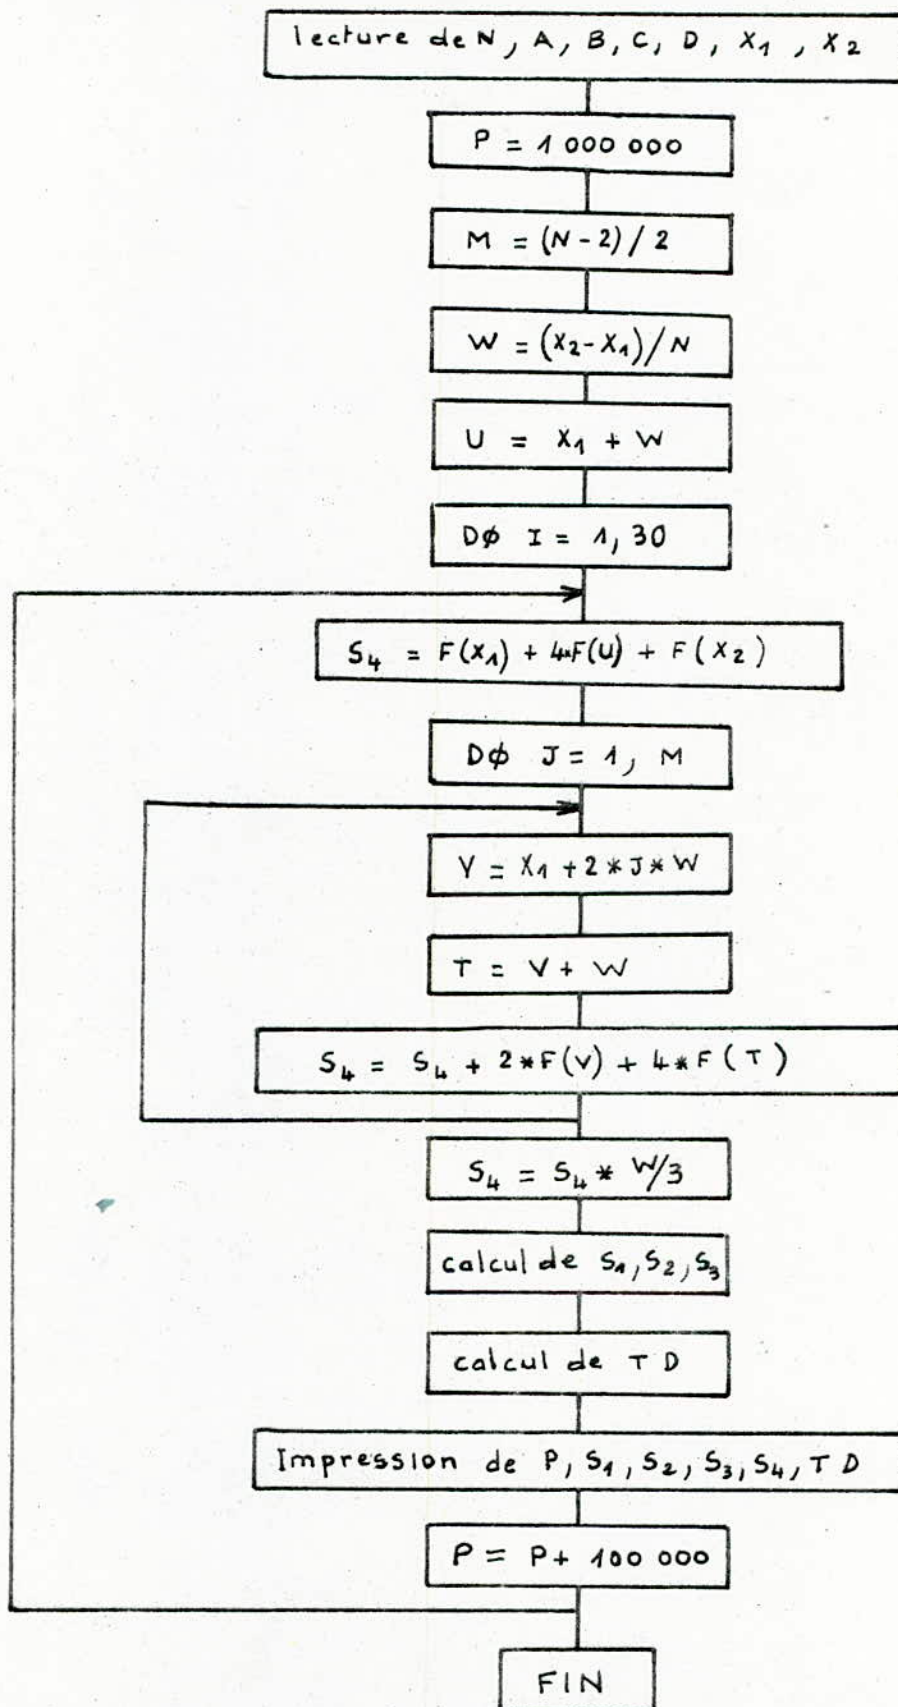 lecture de N, A, B, C, D, X₁, X₂
P = 1 000 000
M = (N-2)/2
W = (X₂-X₁)/N
U = X₁ + W
DØ I = 1, 30
S₄ = F(X₁) + 4*F(U) + F(X₂)
DØ J = 1, M
V = X₁ + 2*J*W
T = V + W
S₄ = S₄ + 2*F(V) + 4*F(T)
S₄ = S₄ * W/3
calcul de S₁, S₂, S₃
calcul de T D
Impression de P, S₁, S₂, S₃, S₄, T D
P = P + 100 000
FIN